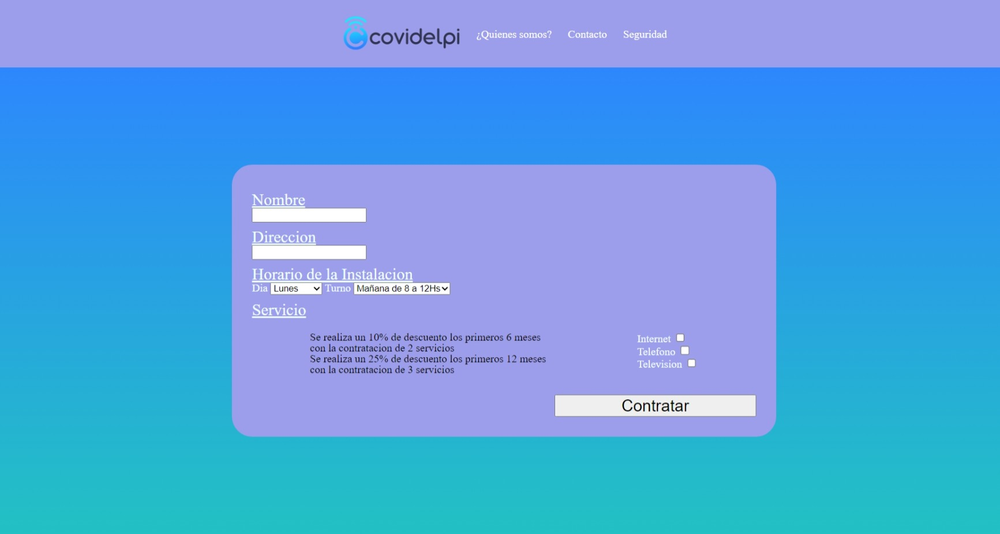 covidelpi ¿Quienes somos? Contacto Seguridad
Nombre
Direccion
Horario de la Instalacion
Dia Lunes Turno Mañana de 8 a 12Hs
Servicio
Se realiza un 10% de descuento los primeros 6 meses
con la contratacion de 2 servicios
Se realiza un 25% de descuento los primeros 12 meses
con la contratacion de 3 servicios
Internet
Telefono
Television
Contratar